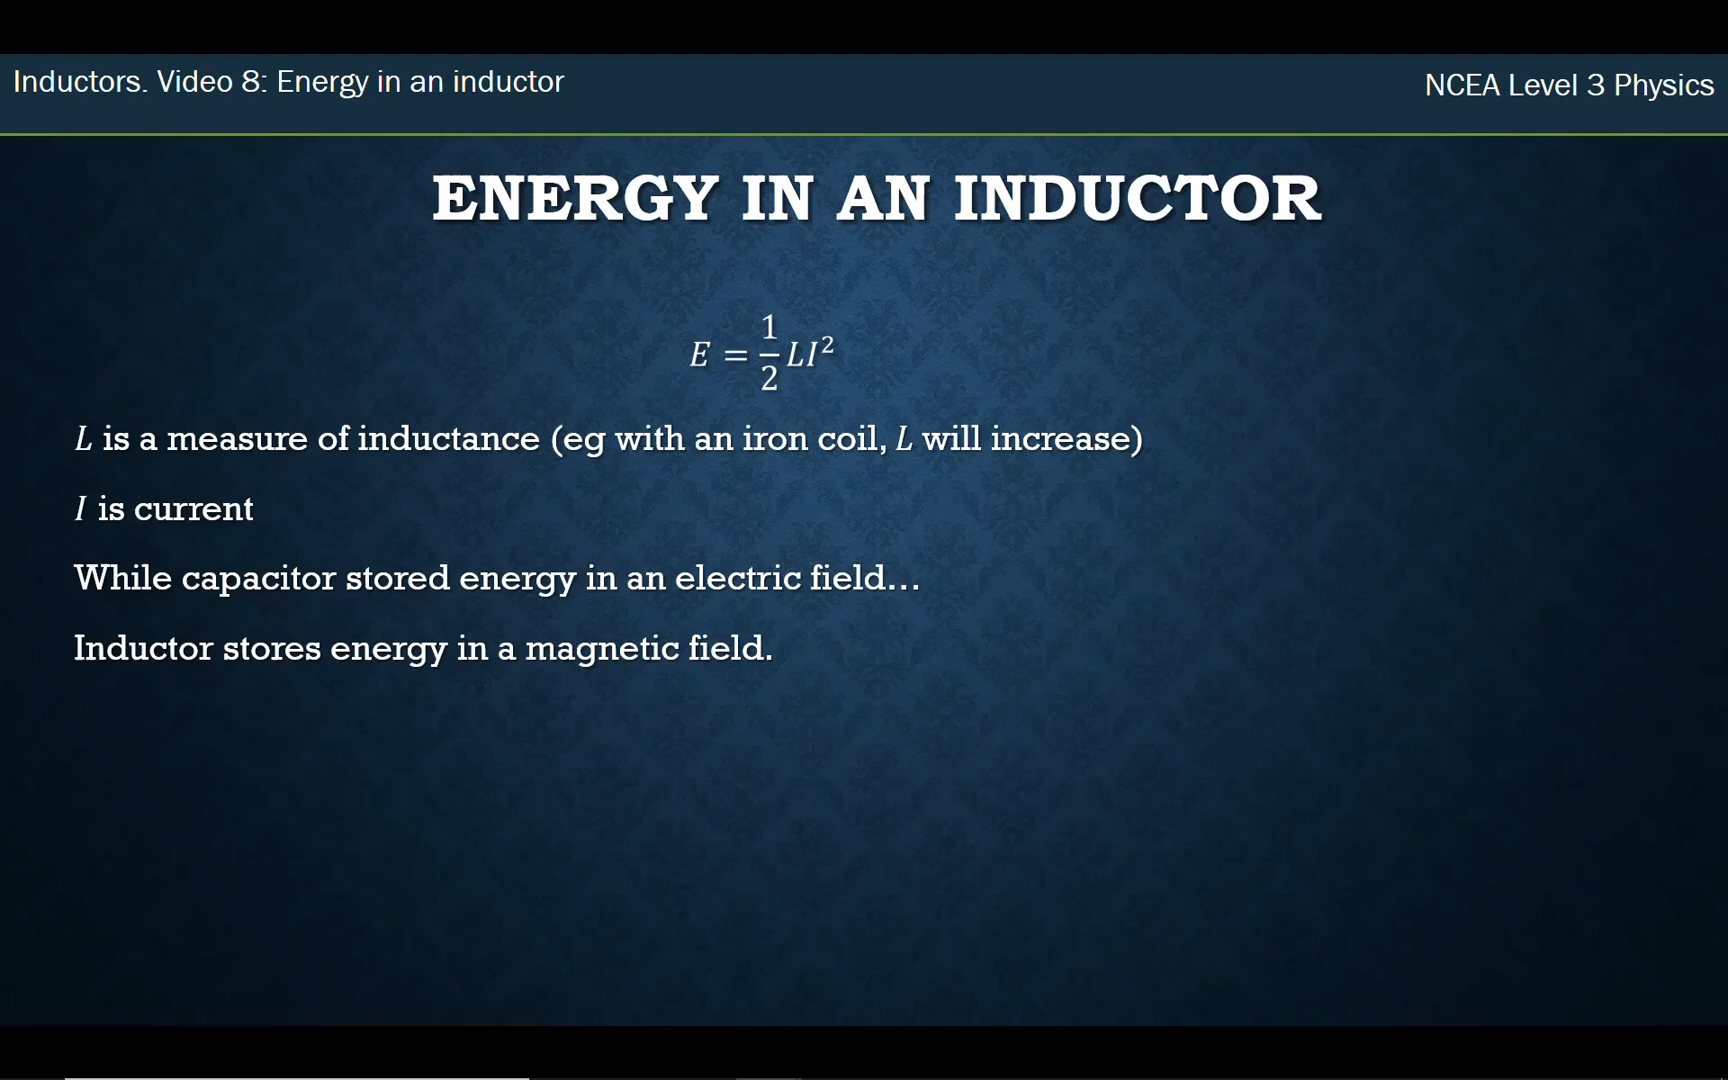 Inductors. Video 8: Energy in an inductor
NCEA Level 3 Physics
ENERGY IN AN INDUCTOR
E = 1/2 LI²
L is a measure of inductance (eg with an iron coil, L will increase)
I is current
While capacitor stored energy in an electric field…
Inductor stores energy in a magnetic field.